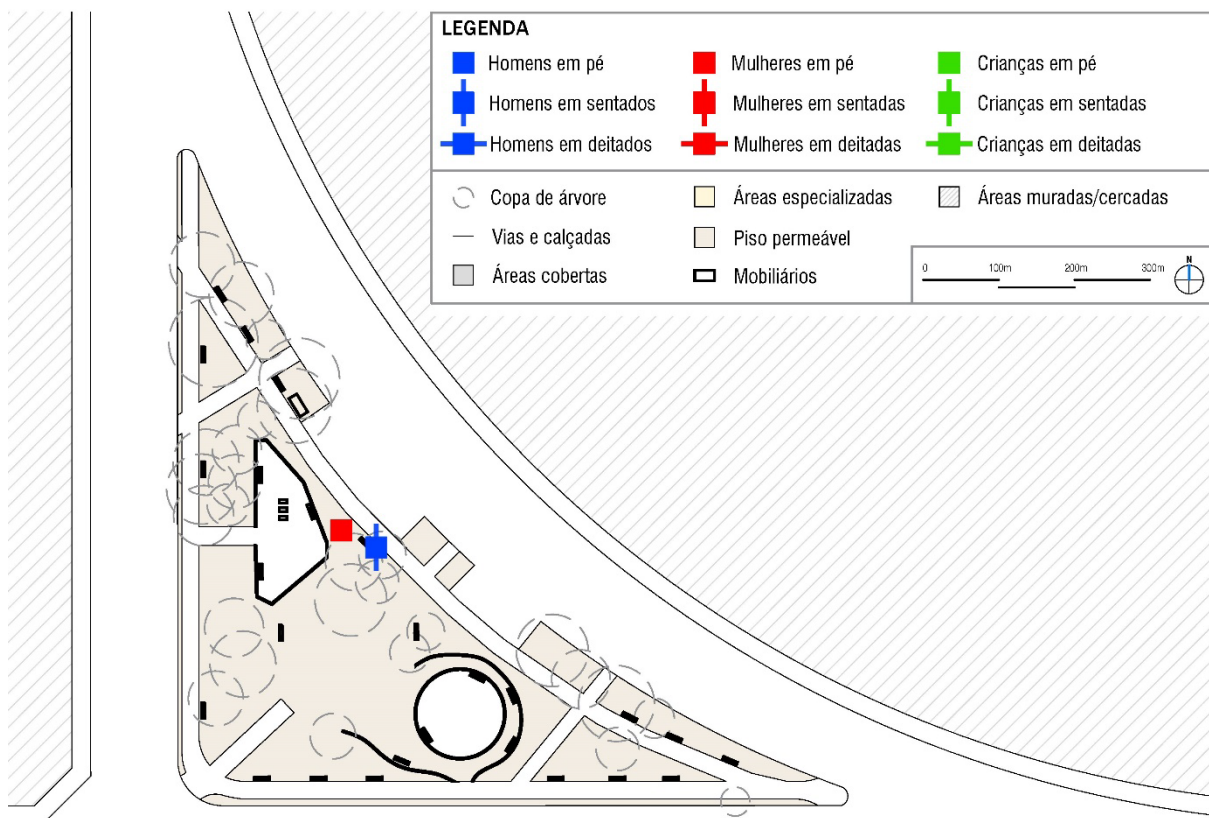 LEGENDA
Homens em pé
Mulheres em pé
Crianças em pé
Homens em sentados
Mulheres em sentadas
Crianças em sentadas
Homens em deitados
Mulheres em deitadas
Crianças em deitadas
Copa de árvore
Áreas especializadas
Áreas muradas/cercadas
Vias e calçadas
Piso permeável
Áreas cobertas
Mobiliários
0 100m 200m 300m
N